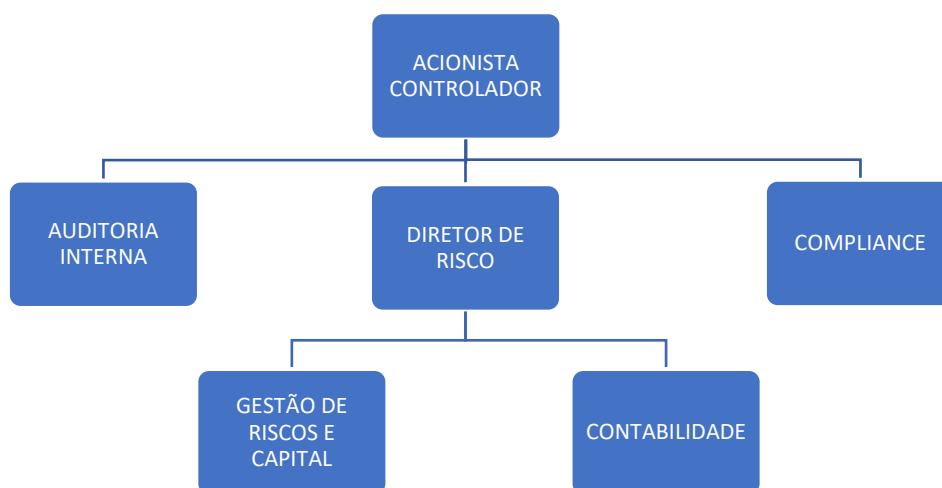 ACIONISTA
CONTROLADOR
AUDITORIA
INTERNA
DIRETOR DE
RISCO
COMPLIANCE
GESTÃO DE
RISCOS E
CAPITAL
CONTABILIDADE